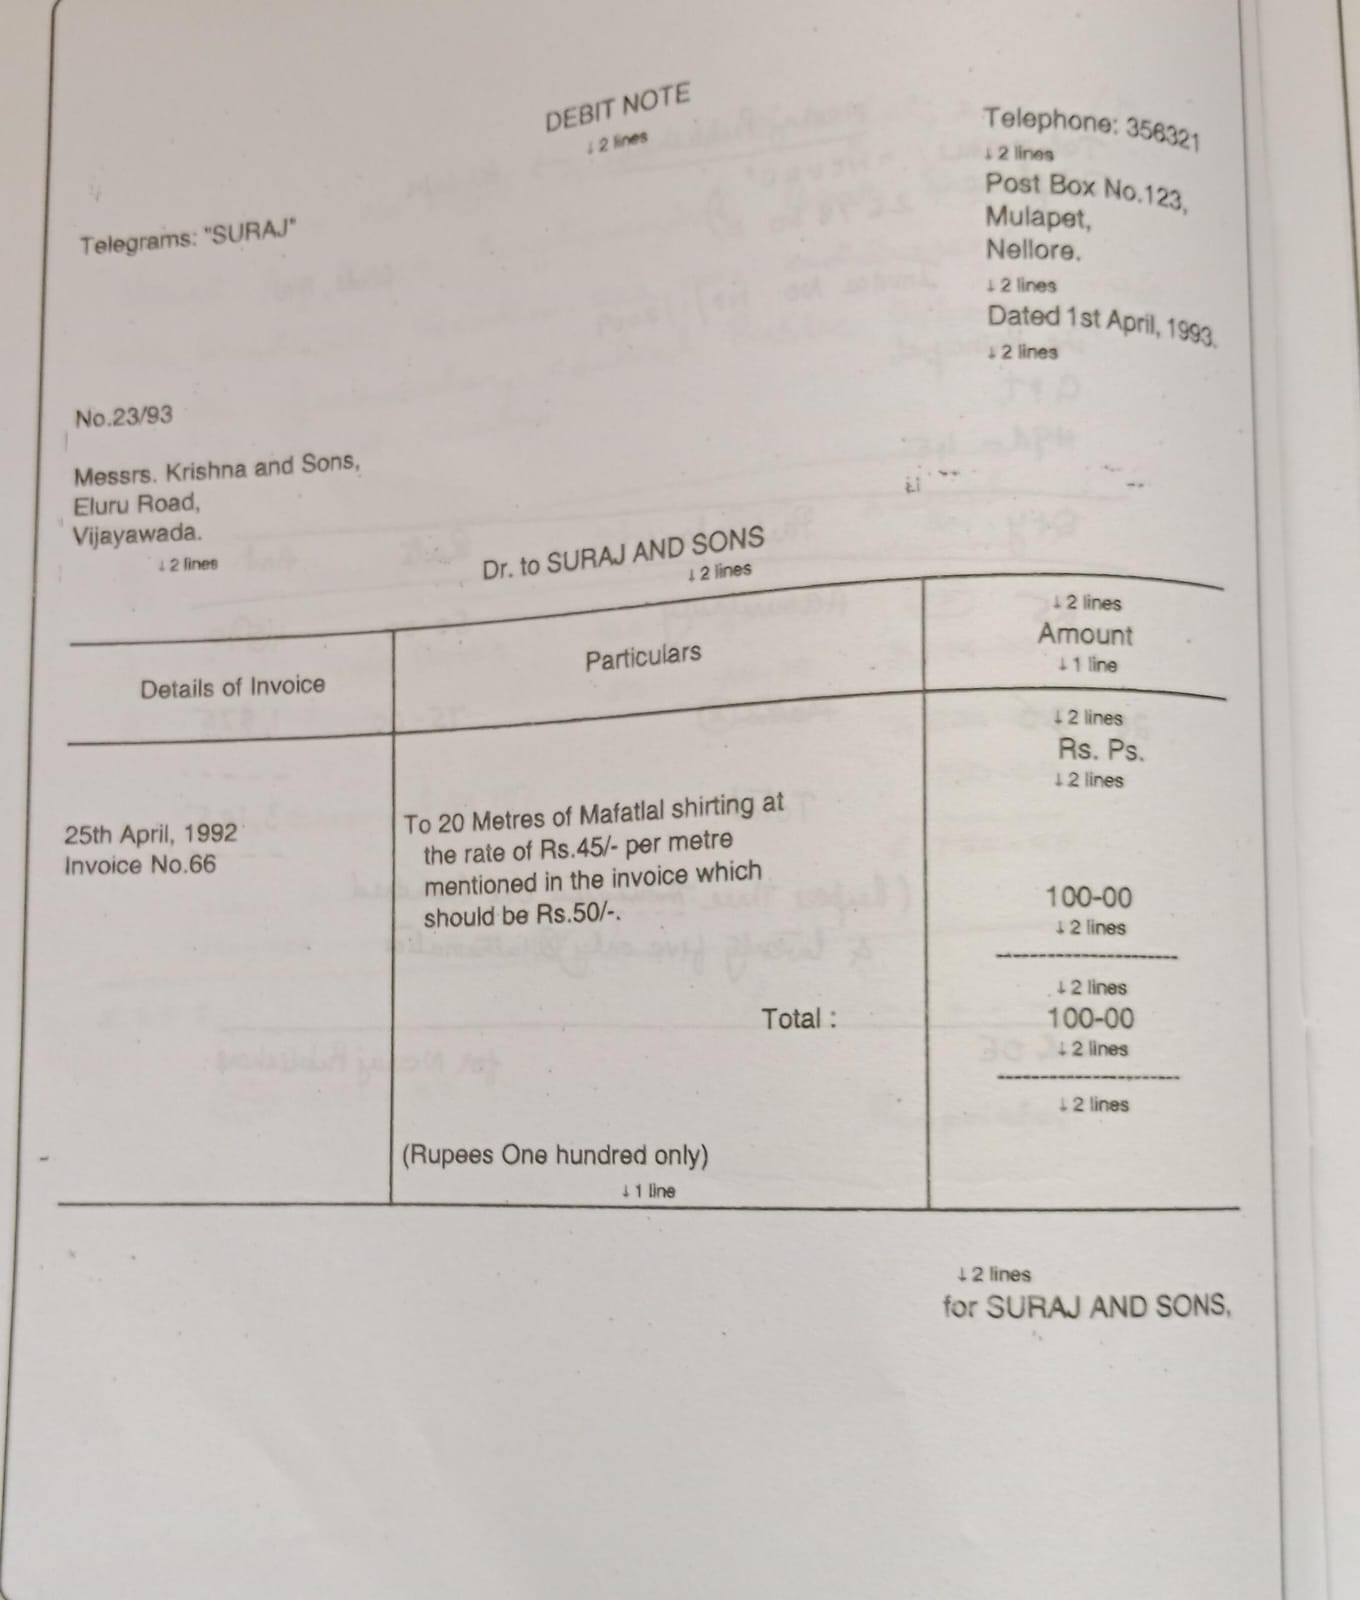 DEBIT NOTE
↓ 2 lines
Telephone: 356321
↓ 2 lines
Post Box No.123,
Mulapet,
Nellore.
↓ 2 lines
Dated 1st April, 1993.
↓ 2 lines
Telegrams: "SURAJ"
No.23/93
Messrs. Krishna and Sons,
Eluru Road,
Vijayawada.
↓ 2 lines
Dr. to SURAJ AND SONS
↓ 2 lines
Details of Invoice
Particulars
↓ 2 lines
Amount
↓ 1 line
↓ 2 lines
Rs. Ps.
↓ 2 lines
25th April, 1992
Invoice No.66
To 20 Metres of Mafatlal shirting at
the rate of Rs.45/- per metre
mentioned in the invoice which
should be Rs.50/-.
100-00
↓ 2 lines
↓ 2 lines
Total : 100-00
↓ 2 lines
↓ 2 lines
(Rupees One hundred only)
↓ 1 line
↓ 2 lines
for SURAJ AND SONS,